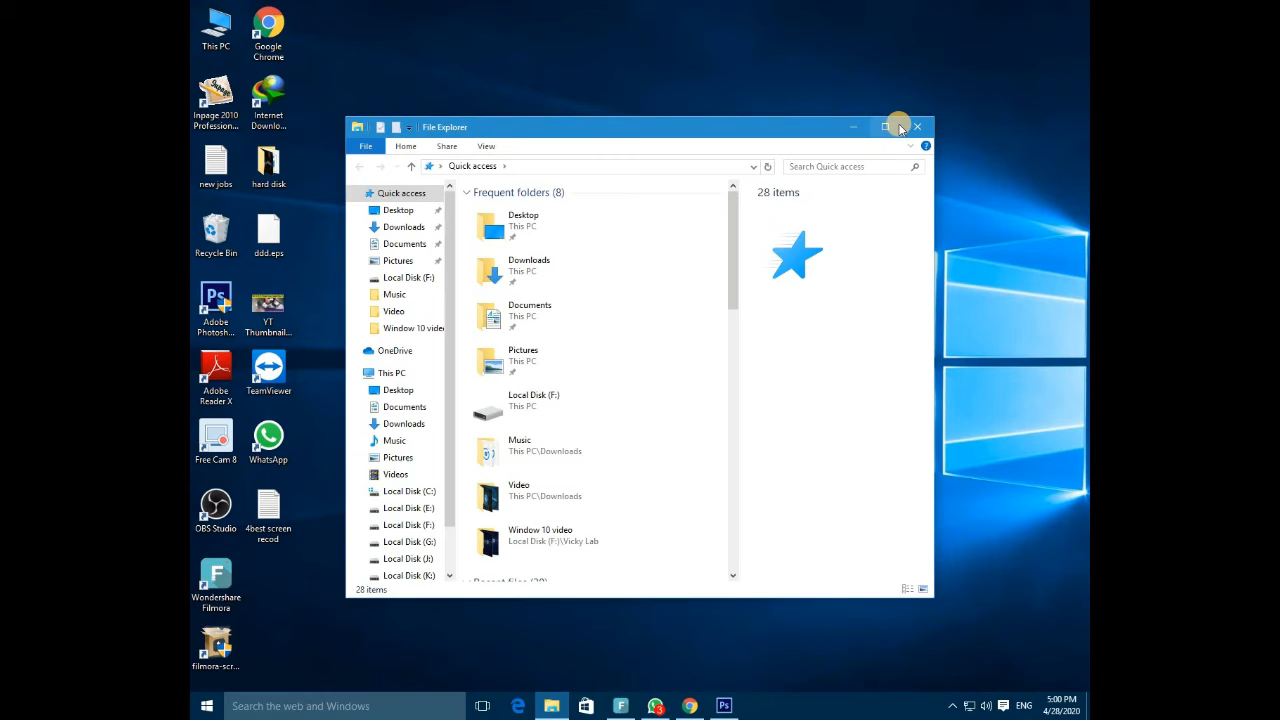 This PC
Google
Chrome
Inpage 2010
Profession...
Internet
Downlo...
new jobs
hard disk
Recycle Bin
ddd.eps
Adobe
Photosh...
YT
Thumbnail...
Adobe
Reader X
TeamViewer
Free Cam 8
WhatsApp
OBS Studio
4best screen
recod
Wondershare
Filmora
filmora-scr...
File Explorer
File
Home
Share
View
Quick access
Search Quick access
Quick access
Desktop
Downloads
Documents
Pictures
Local Disk (F:)
Music
Video
Window 10 video
OneDrive
This PC
Desktop
Documents
Downloads
Music
Pictures
Videos
Local Disk (C:)
Local Disk (E:)
Local Disk (F:)
Local Disk (G:)
Local Disk (J:)
Local Disk (K:)
Frequent folders (8)
Desktop
This PC
Downloads
This PC
Documents
This PC
Pictures
This PC
Local Disk (F:)
This PC
Music
This PC\Downloads
Video
This PC\Downloads
Window 10 video
Local Disk (F:)\Vicky Lab
Recent files (20)
28 items
28 items
Search the web and Windows
3
ENG
5:00 PM
4/28/2020